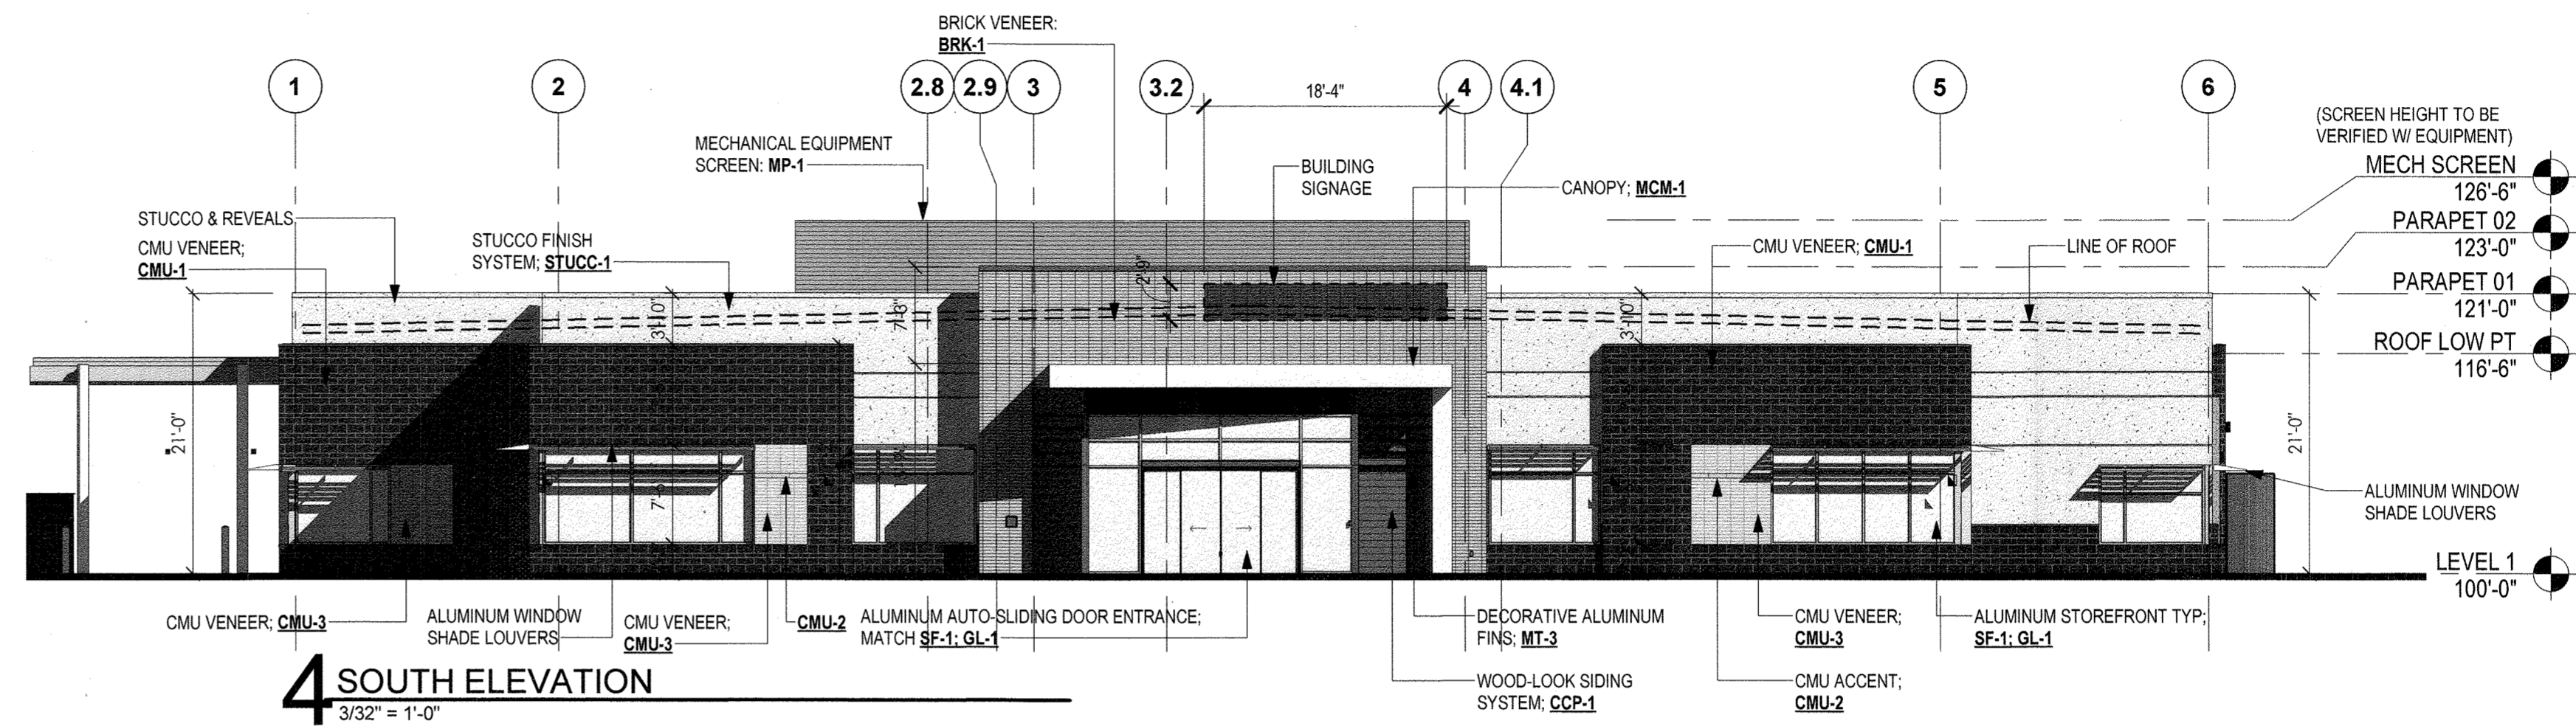 BRICK VENEER:
BRK-1
1
2
2.8
2.9
3
3.2
4
4.1
5
6
18'-4"
(SCREEN HEIGHT TO BE
VERIFIED W/ EQUIPMENT)
MECH SCREEN
126'-6"
PARAPET 02
123'-0"
PARAPET 01
121'-0"
ROOF LOW PT
116'-6"
LEVEL 1
100'-0"
MECHANICAL EQUIPMENT
SCREEN: MP-1
BUILDING
SIGNAGE
CANOPY; MCM-1
STUCCO & REVEALS
CMU VENEER;
CMU-1
STUCCO FINISH
SYSTEM; STUCC-1
CMU VENEER; CMU-1
LINE OF ROOF
2'-9"
3'-10"
7'-3"
3'-10"
21'-0"
7'-6"
21'-0"
ALUMINUM WINDOW
SHADE LOUVERS
CMU VENEER; CMU-3
ALUMINUM WINDOW
SHADE LOUVERS
CMU VENEER;
CMU-3
CMU-2
ALUMINUM AUTO-SLIDING DOOR ENTRANCE;
MATCH SF-1; GL-1
DECORATIVE ALUMINUM
FINS; MT-3
WOOD-LOOK SIDING
SYSTEM; CCP-1
CMU VENEER;
CMU-3
CMU ACCENT;
CMU-2
ALUMINUM STOREFRONT TYP;
SF-1; GL-1
4 SOUTH ELEVATION
3/32" = 1'-0"